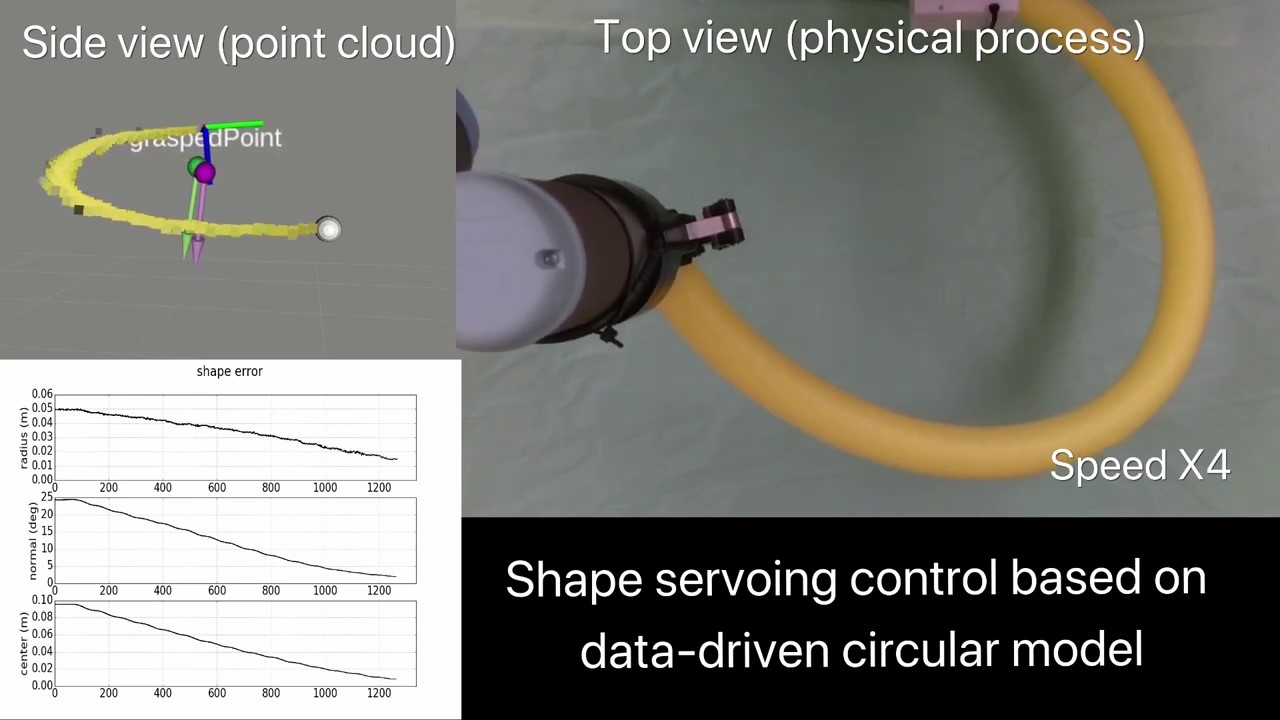 Side view (point cloud)
Top view (physical process)
graspedPoint
Speed X4
shape error
radius (m)
0.06
0.05
0.04
0.03
0.02
0.01
0.00
0 200 400 600 800 1000 1200
normal (deg)
25
20
15
10
5
0
0 200 400 600 800 1000 1200
center (m)
0.10
0.08
0.06
0.04
0.02
0.00
0 200 400 600 800 1000 1200
Shape servoing control based on
data-driven circular model